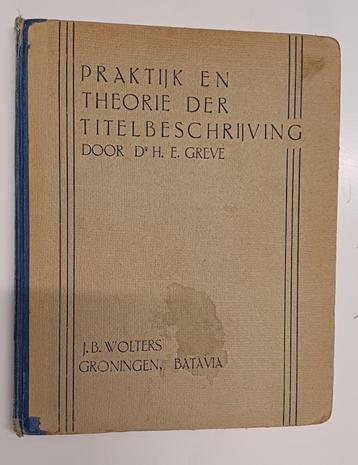 PRAKTIJK EN
THEORIE DER
TITELBESCHRIJVING
DOOR Dr H. E. GREVE
J. B. WOLTERS
GRONINGEN, BATAVIA